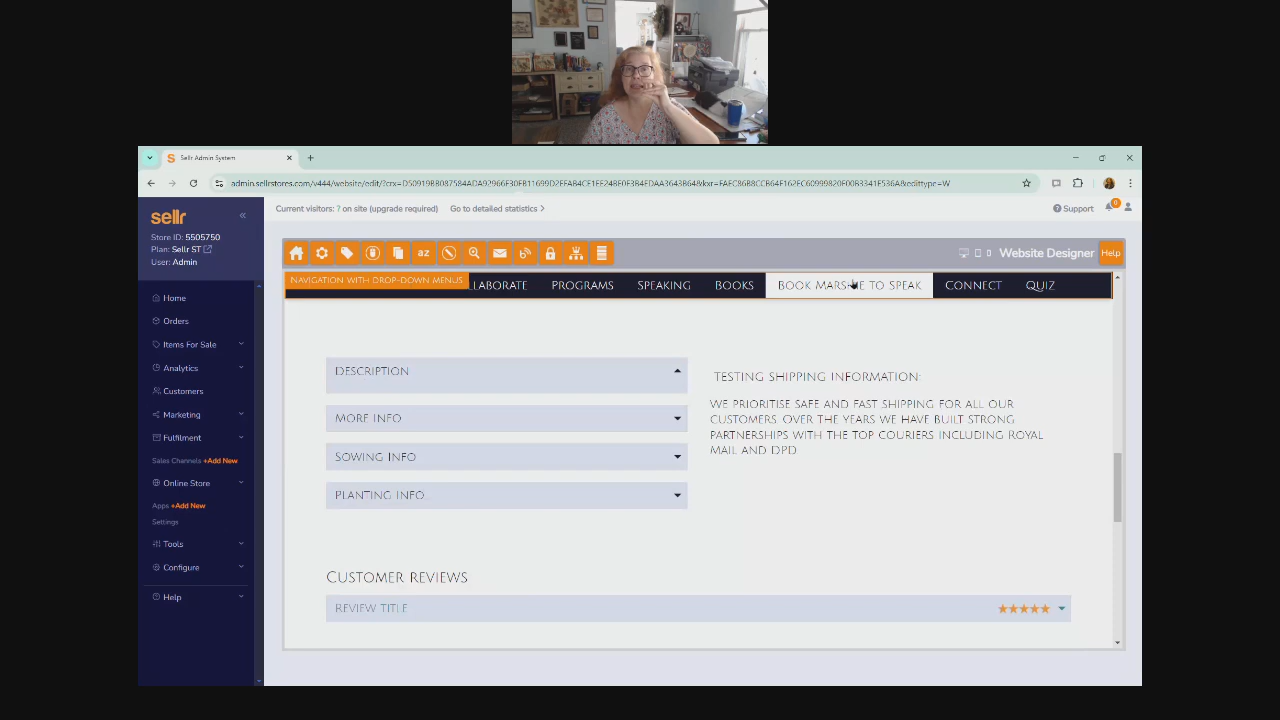 Sellr Admin System
admin.sellrstores.com/v444/website/edit/?crx=D50919BB087584ADA92966F30FB11699D2EFAB4CE1EE24BE0F3B4EDAA3643B64&kxr=FAEC86B8CCB64F162EC60999820F00B3341E536A&edittype=W
sellr
Store ID: 5505750
Plan: Sellr ST
User: Admin
Current visitors: ? on site (upgrade required)
Go to detailed statistics >
Support
0
Home
Orders
Items For Sale
Analytics
Customers
Marketing
Fulfilment
Sales Channels +Add New
Online Store
Apps +Add New
Settings
Tools
Configure
Help
az
Website Designer
Help
NAVIGATION WITH DROP-DOWN MENUS
LABORATE
PROGRAMS
SPEAKING
BOOKS
BOOK MARSHIE TO SPEAK
CONNECT
QUIZ
DESCRIPTION
MORE INFO
SOWING INFO
PLANTING INFO...
TESTING SHIPPING INFORMATION:
WE PRIORITISE SAFE AND FAST SHIPPING FOR ALL OUR
CUSTOMERS. OVER THE YEARS WE HAVE BUILT STRONG
PARTNERSHIPS WITH THE TOP COURIERS INCLUDING ROYAL
MAIL AND DPD
CUSTOMER REVIEWS
REVIEW TITLE